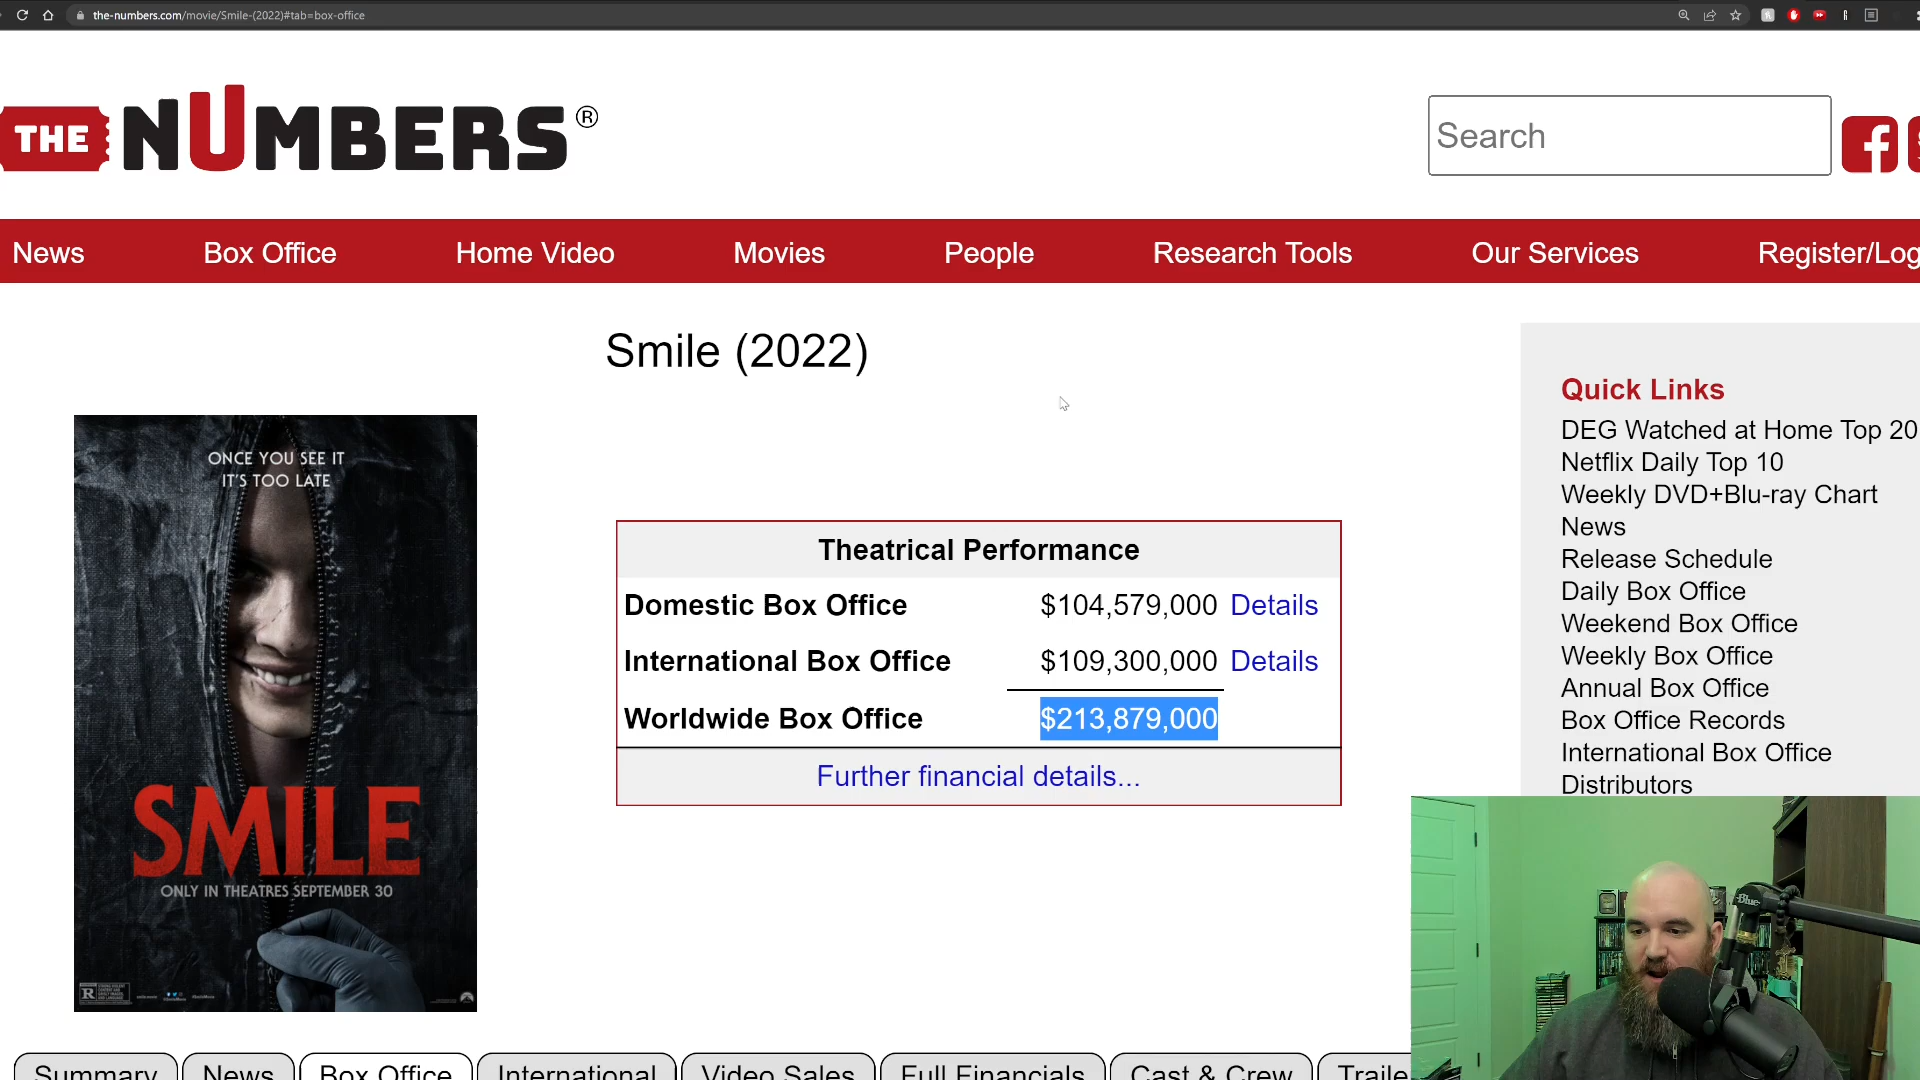 the-numbers.com/movie/Smile-(2022)#tab=box-office
THE NUMBERS®
Search
News Box Office Home Video Movies People Research Tools Our Services Register/Log
Smile (2022)
ONCE YOU SEE IT
IT'S TOO LATE
SMILE
ONLY IN THEATRES SEPTEMBER 30
R
Theatrical Performance
Domestic Box Office $104,579,000 Details
International Box Office $109,300,000 Details
Worldwide Box Office $213,879,000
Further financial details...
Quick Links
DEG Watched at Home Top 20
Netflix Daily Top 10
Weekly DVD+Blu-ray Chart
News
Release Schedule
Daily Box Office
Weekend Box Office
Weekly Box Office
Annual Box Office
Box Office Records
International Box Office
Distributors
Blue
Summary News Box Office International Video Sales Full Financials Cast & Crew Traile